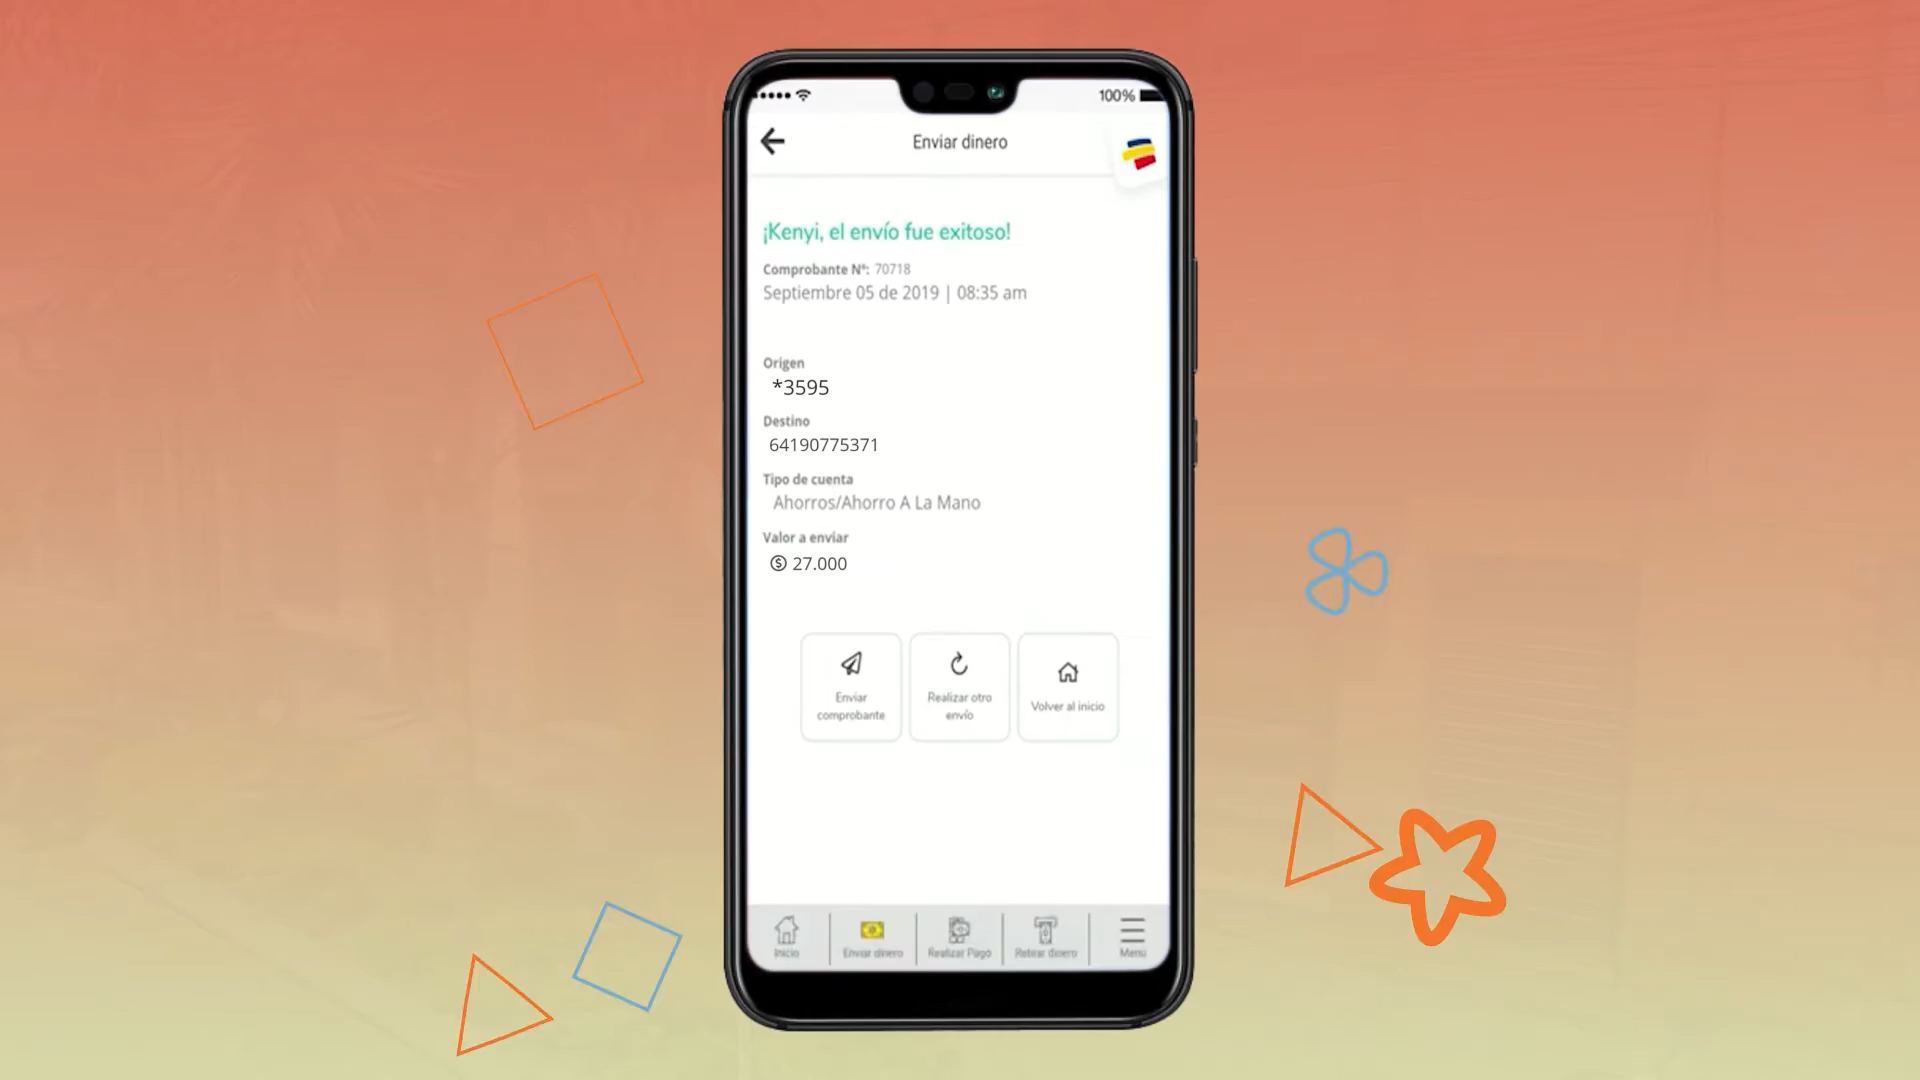 100%
Enviar dinero
¡Kenyi, el envío fue exitoso!
Comprobante Nº: 70718
Septiembre 05 de 2019 | 08:35 am
Origen
*3595
Destino
64190775371
Tipo de cuenta
Ahorros/Ahorro A La Mano
Valor a enviar
$ 27.000
Enviar
comprobante
Realizar otro
envío
Volver al inicio
Inicio
Enviar dinero
Realizar Pago
Retirar dinero
Menú